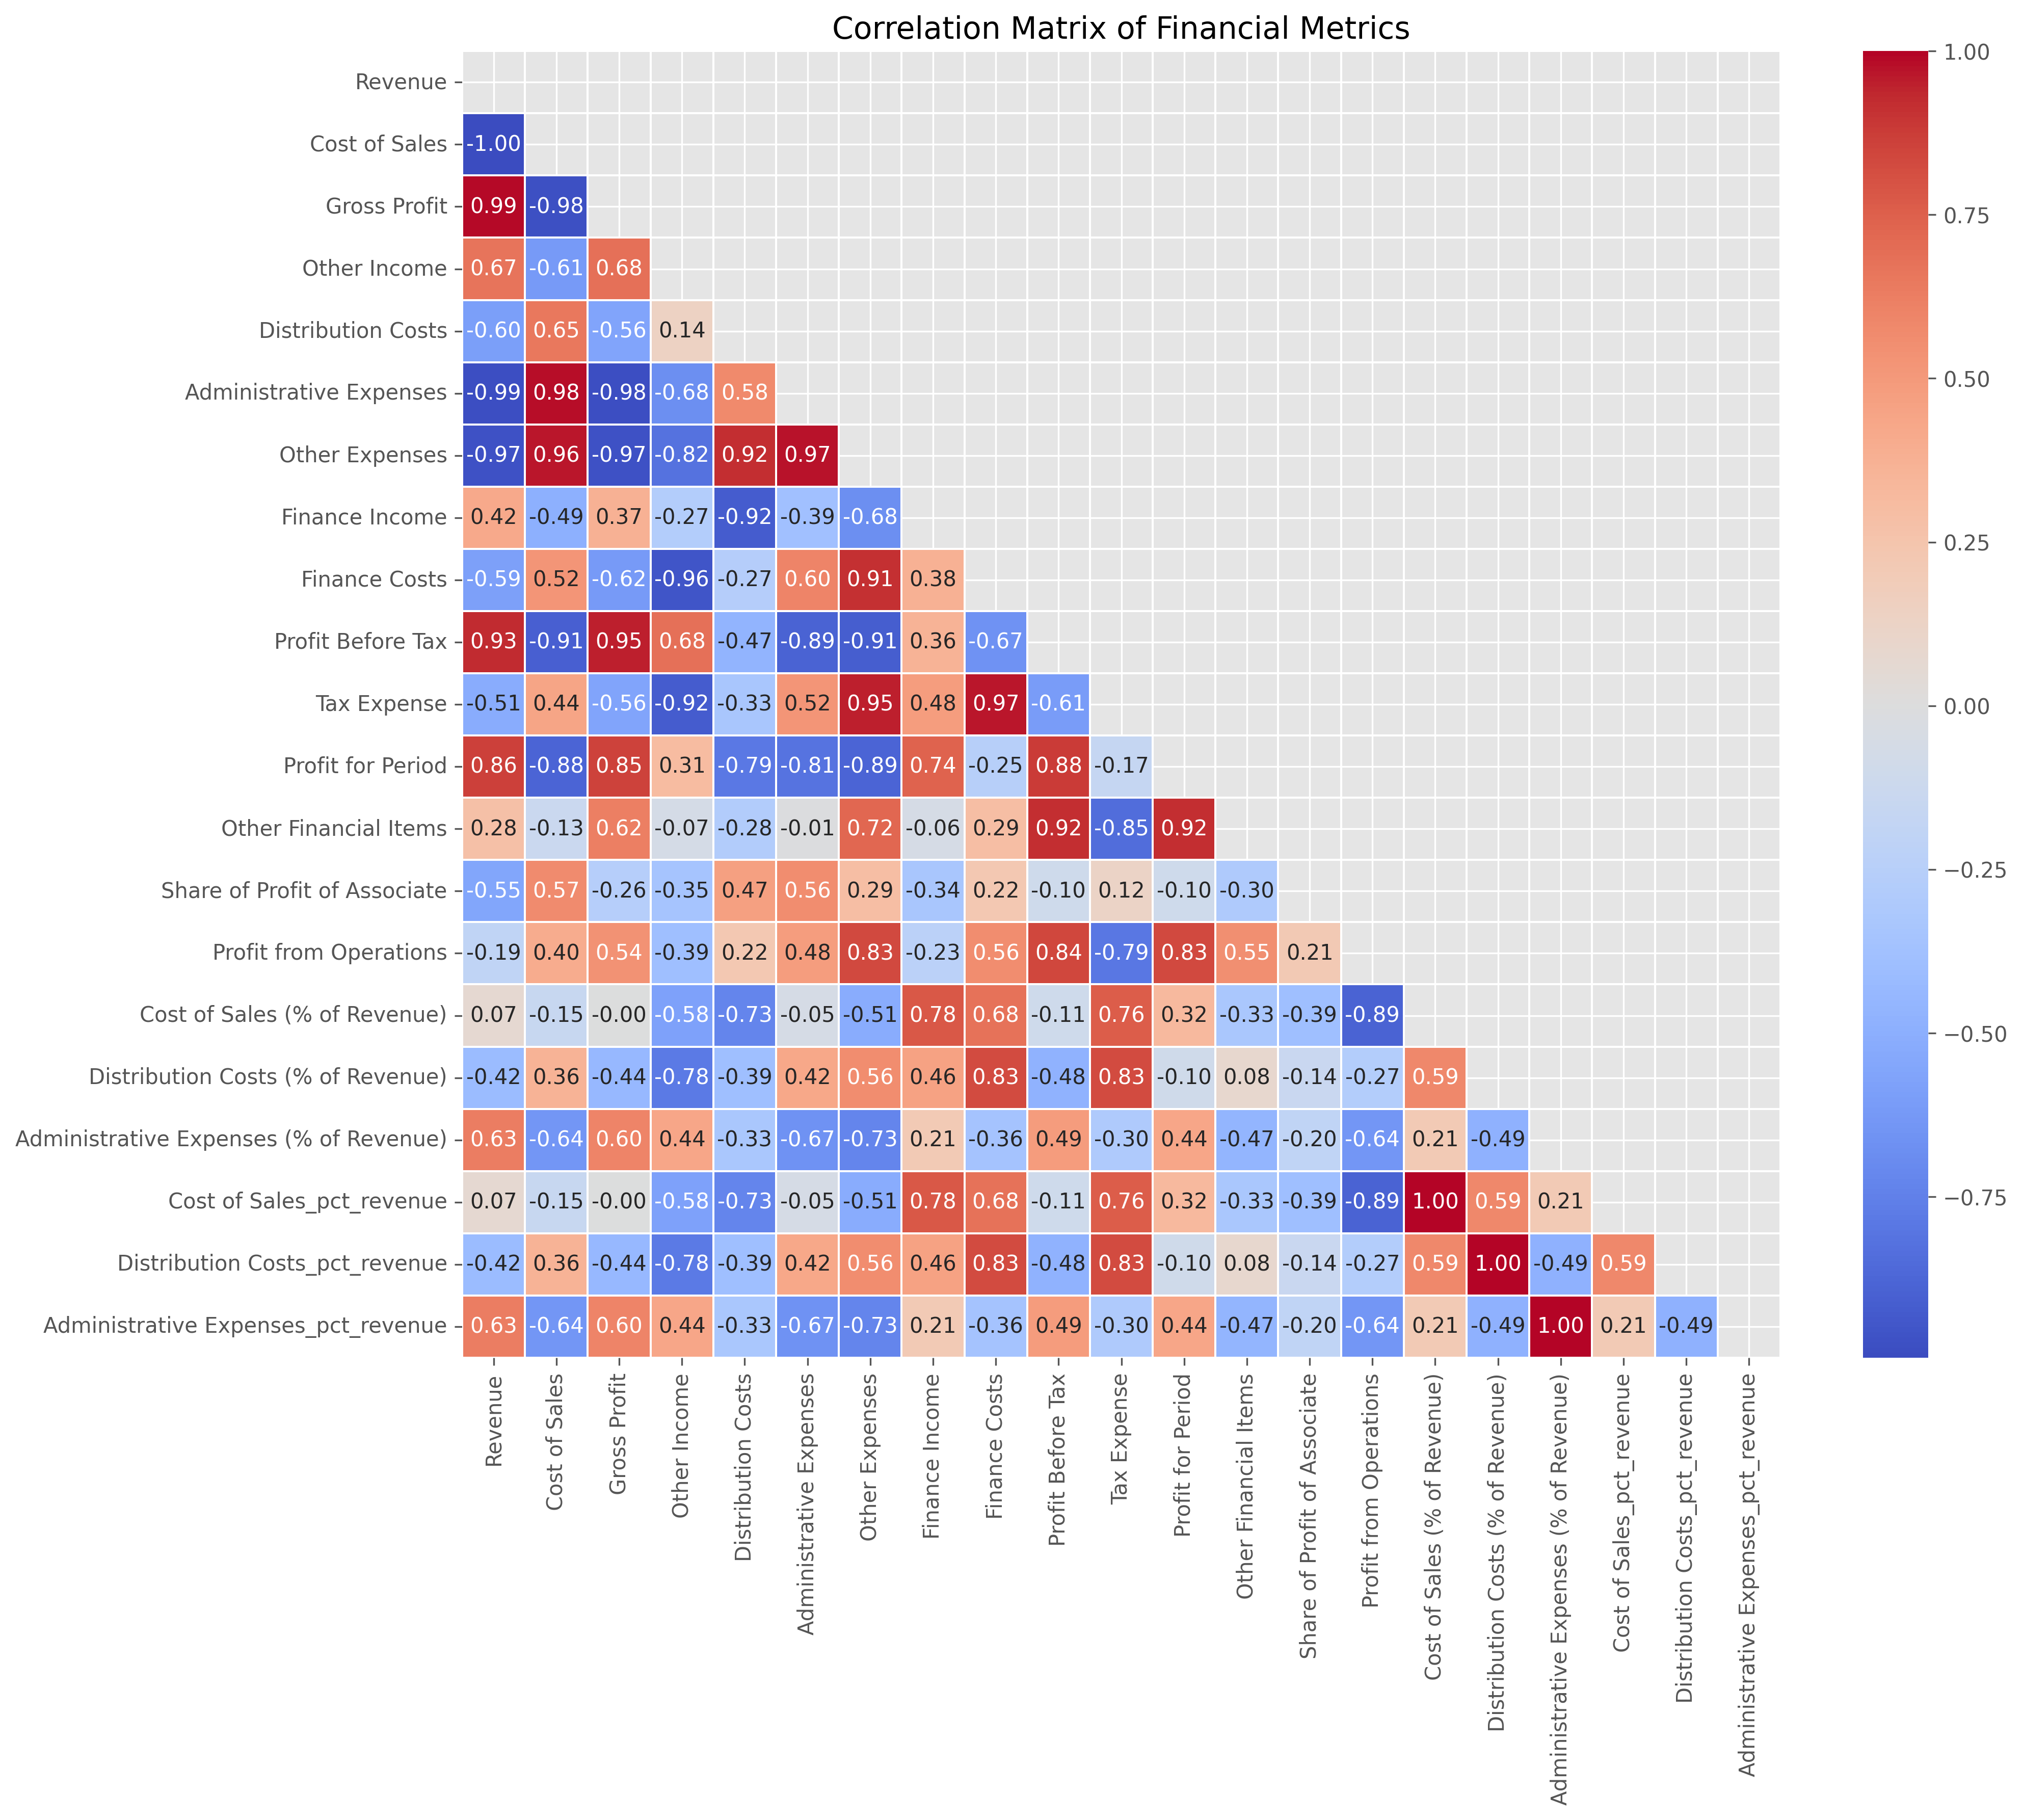 Correlation Matrix of Financial Metrics
Revenue
Cost of Sales -1.00
Gross Profit 0.99 -0.98
Other Income 0.67 -0.61 0.68
Distribution Costs -0.60 0.65 -0.56 0.14
Administrative Expenses -0.99 0.98 -0.98 -0.68 0.58
Other Expenses -0.97 0.96 -0.97 -0.82 0.92 0.97
Finance Income 0.42 -0.49 0.37 -0.27 -0.92 -0.39 -0.68
Finance Costs -0.59 0.52 -0.62 -0.96 -0.27 0.60 0.91 0.38
Profit Before Tax 0.93 -0.91 0.95 0.68 -0.47 -0.89 -0.91 0.36 -0.67
Tax Expense -0.51 0.44 -0.56 -0.92 -0.33 0.52 0.95 0.48 0.97 -0.61
Profit for Period 0.86 -0.88 0.85 0.31 -0.79 -0.81 -0.89 0.74 -0.25 0.88 -0.17
Other Financial Items 0.28 -0.13 0.62 -0.07 -0.28 -0.01 0.72 -0.06 0.29 0.92 -0.85 0.92
Share of Profit of Associate -0.55 0.57 -0.26 -0.35 0.47 0.56 0.29 -0.34 0.22 -0.10 0.12 -0.10 -0.30
Profit from Operations -0.19 0.40 0.54 -0.39 0.22 0.48 0.83 -0.23 0.56 0.84 -0.79 0.83 0.55 0.21
Cost of Sales (% of Revenue) 0.07 -0.15 -0.00 -0.58 -0.73 -0.05 -0.51 0.78 0.68 -0.11 0.76 0.32 -0.33 -0.39 -0.89
Distribution Costs (% of Revenue) -0.42 0.36 -0.44 -0.78 -0.39 0.42 0.56 0.46 0.83 -0.48 0.83 -0.10 0.08 -0.14 -0.27 0.59
Administrative Expenses (% of Revenue) 0.63 -0.64 0.60 0.44 -0.33 -0.67 -0.73 0.21 -0.36 0.49 -0.30 0.44 -0.47 -0.20 -0.64 0.21 -0.49
Cost of Sales_pct_revenue 0.07 -0.15 -0.00 -0.58 -0.73 -0.05 -0.51 0.78 0.68 -0.11 0.76 0.32 -0.33 -0.39 -0.89 1.00 0.59 0.21
Distribution Costs_pct_revenue -0.42 0.36 -0.44 -0.78 -0.39 0.42 0.56 0.46 0.83 -0.48 0.83 -0.10 0.08 -0.14 -0.27 0.59 1.00 -0.49 0.59
Administrative Expenses_pct_revenue 0.63 -0.64 0.60 0.44 -0.33 -0.67 -0.73 0.21 -0.36 0.49 -0.30 0.44 -0.47 -0.20 -0.64 0.21 -0.49 1.00 0.21 -0.49
Revenue
Cost of Sales
Gross Profit
Other Income
Distribution Costs
Administrative Expenses
Other Expenses
Finance Income
Finance Costs
Profit Before Tax
Tax Expense
Profit for Period
Other Financial Items
Share of Profit of Associate
Profit from Operations
Cost of Sales (% of Revenue)
Distribution Costs (% of Revenue)
Administrative Expenses (% of Revenue)
Cost of Sales_pct_revenue
Distribution Costs_pct_revenue
Administrative Expenses_pct_revenue
1.00
0.75
0.50
0.25
0.00
−0.25
−0.50
−0.75